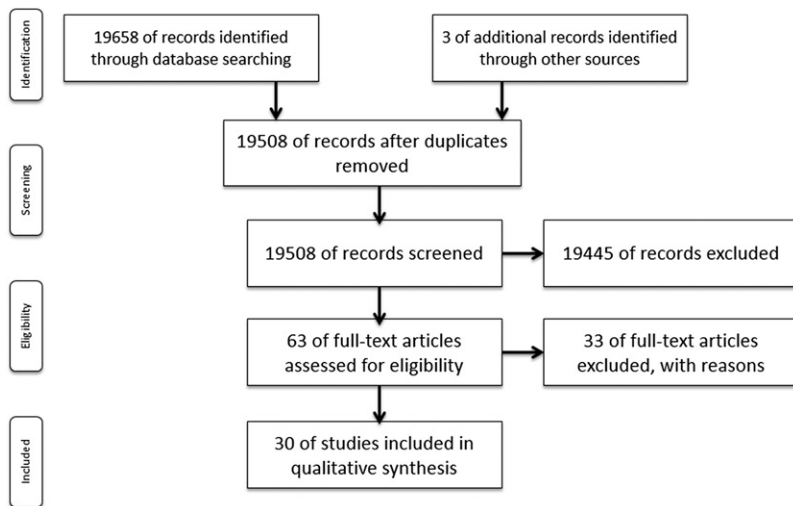 Identification
19658 of records identified
through database searching
3 of additional records identified
through other sources
19508 of records after duplicates
removed
Screening
19508 of records screened
19445 of records excluded
Eligibility
63 of full-text articles
assessed for eligibility
33 of full-text articles
excluded, with reasons
Included
30 of studies included in
qualitative synthesis